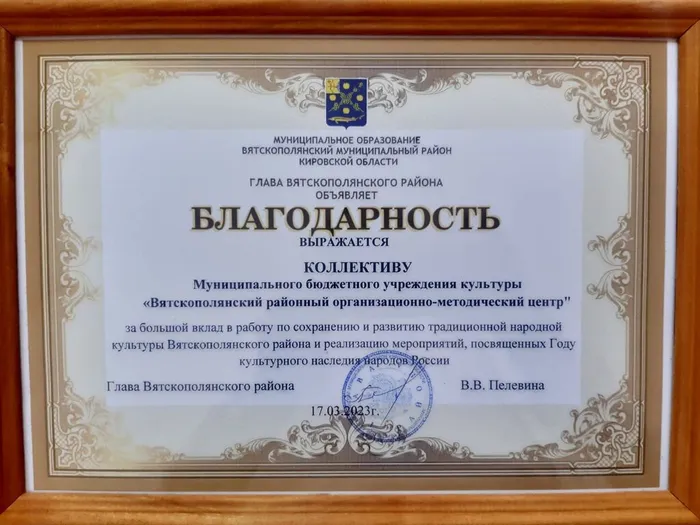 МУНИЦИПАЛЬНОЕ ОБРАЗОВАНИЕ
ВЯТСКОПОЛЯНСКИЙ МУНИЦИПАЛЬНЫЙ РАЙОН
КИРОВСКОЙ ОБЛАСТИ
ГЛАВА ВЯТСКОПОЛЯНСКОГО РАЙОНА
ОБЪЯВЛЯЕТ
БЛАГОДАРНОСТЬ
ВЫРАЖАЕТСЯ
КОЛЛЕКТИВУ
Муниципального бюджетного учреждения культуры
«Вятскополянский районный организационно-методический центр"
за большой вклад в работу по сохранению и развитию традиционной народной
культуры Вятскополянского района и реализацию мероприятий, посвященных Году
культурного наследия народов России
Глава Вятскополянского района В.В. Пелевина
17.03.2023г.